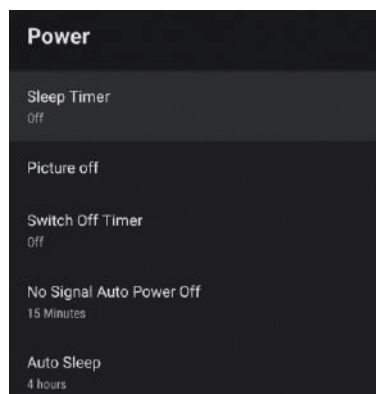 Power
Sleep Timer
Off
Picture off
Switch Off Timer
Off
No Signal Auto Power Off
15 Minutes
Auto Sleep
4 hours